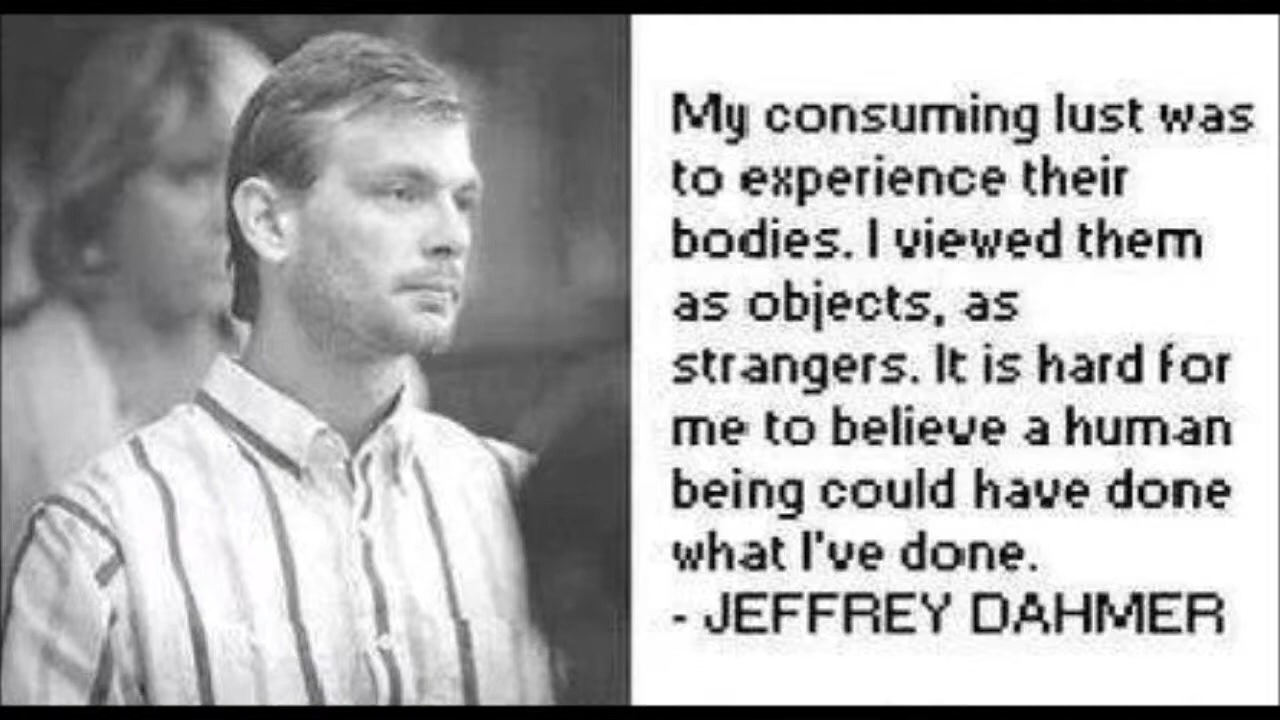 My consuming lust was
to experience their
bodies. I viewed them
as objects, as
strangers. It is hard for
me to believe a human
being could have done
what I've done.
- JEFFREY DAHMER